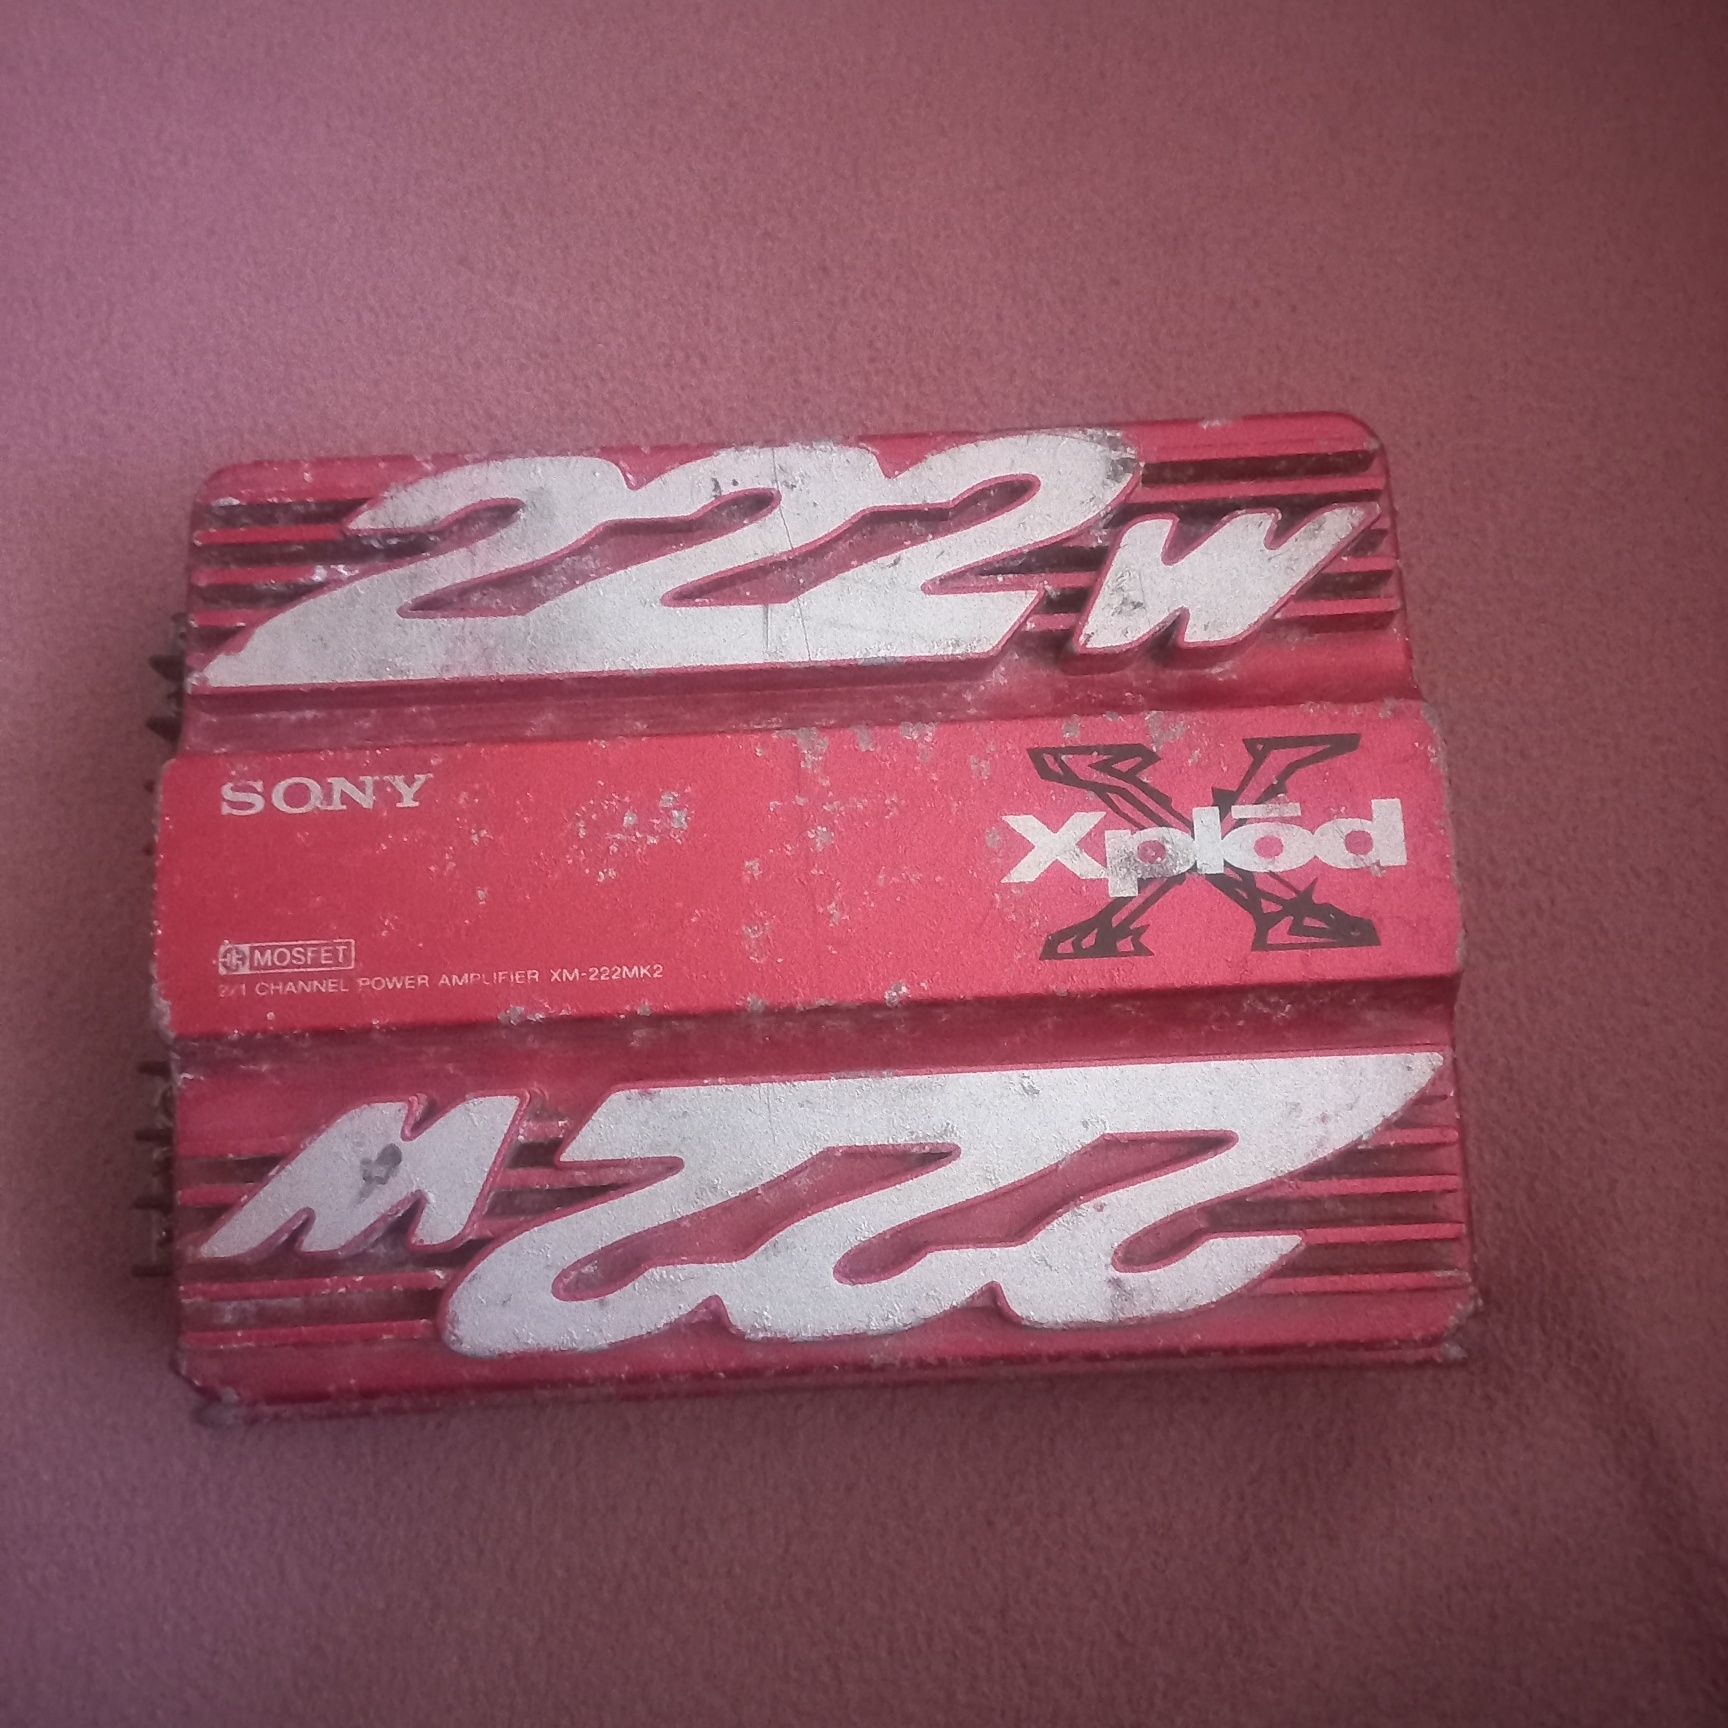 222W
SONY
Xplōd
MOSFET
2/1 CHANNEL POWER AMPLIFIER XM-222MK2
222W